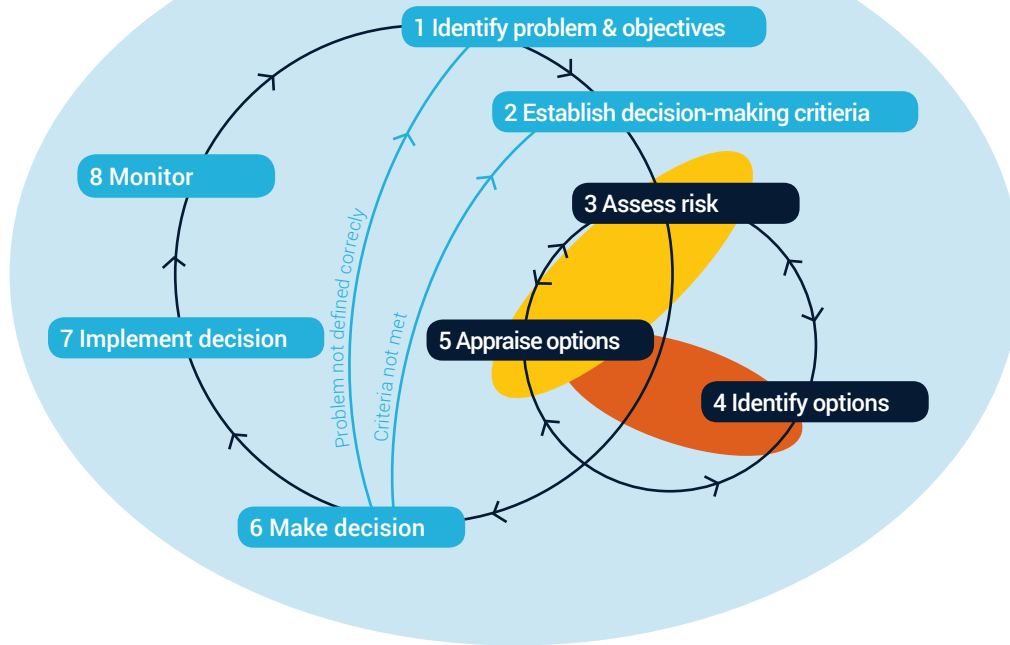 1 Identify problem & objectives
2 Establish decision-making critieria
8 Monitor
3 Assess risk
Problem not defined correcly
Criteria not met
7 Implement decision
5 Appraise options
4 Identify options
6 Make decision